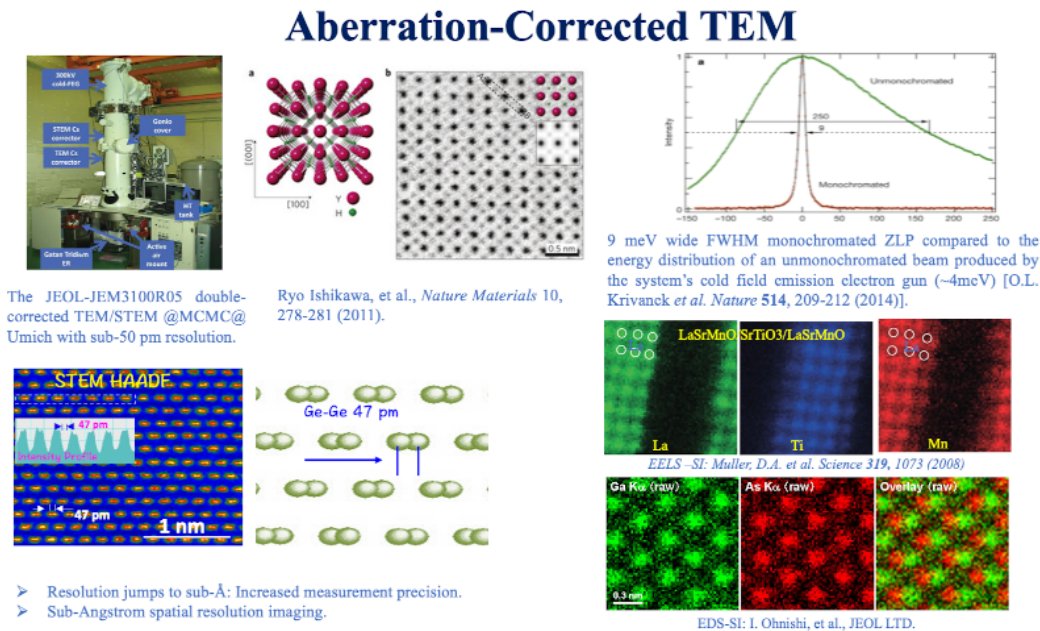 Aberration-Corrected TEM
300kV
cold-FEG
STEM Cs
corrector
TEM Cs
corrector
Gonio
cover
HT
tank
Gatan Tridium
ER
Active
air
mount
The JEOL-JEM3100R05 double-
corrected TEM/STEM @MCMC@
Umich with sub-50 pm resolution.
a
[001]
[100]
Y
H
b
A
B
0.5 nm
Ryo Ishikawa, et al., Nature Materials 10,
278-281 (2011).
a
1
Intensity
0
Unmonochromated
250
9
Monochromated
-150 -100 -50 0 50 100 150 200 250
9 meV wide FWHM monochromated ZLP compared to the
energy distribution of an unmonochromated beam produced by
the system's cold field emission electron gun (~4meV) [O.L.
Krivanck et al. Nature 514, 209-212 (2014)].
STEM HAADE
47 pm
Intensity Profile
47 pm
1 nm
Ge-Ge 47 pm
LaSrMnO/SrTiO3/LaSrMnO
La
Ti
Mn
EELS –SI: Muller, D.A. et al. Science 319, 1073 (2008)
Ga Kα (raw)
0.3 nm
As Kα (raw)
Overlay (raw)
EDS-SI: I. Ohnishi, et al., JEOL LTD.
➢ Resolution jumps to sub-Å: Increased measurement precision.
➢ Sub-Angstrom spatial resolution imaging.